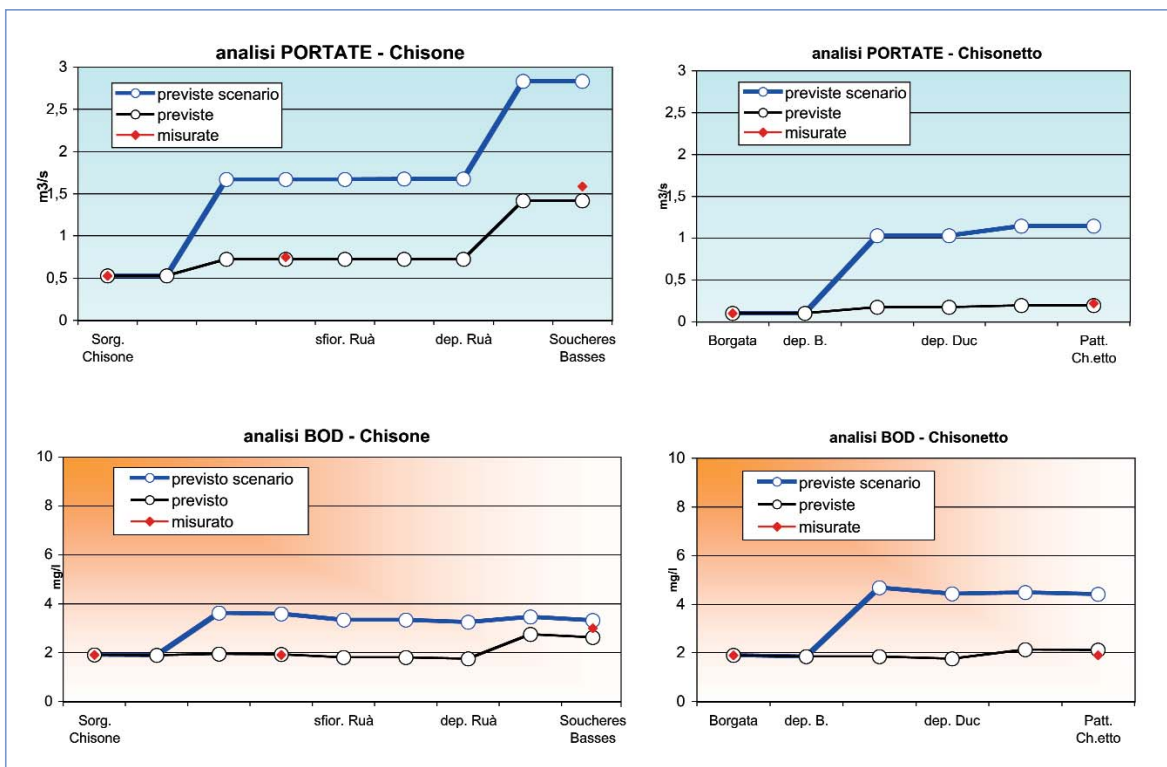 analisi PORTATE - Chisone
3
2,5
2
1,5
1
0,5
0
m3/s
previste scenario
previste
misurate
Sorg.
Chisone
sfior. Ruà
dep. Ruà
Soucheres
Basses
analisi PORTATE - Chisonetto
3
2,5
2
1,5
1
0,5
0
m3/s
previste scenario
previste
misurate
Borgata
dep. B.
dep. Duc
Patt.
Ch.etto
analisi BOD - Chisone
10
8
6
4
2
0
mg/l
previsto scenario
previsto
misurato
Sorg.
Chisone
sfior. Ruà
dep. Ruà
Soucheres
Basses
analisi BOD - Chisonetto
10
8
6
4
2
0
mg/l
previste scenario
previste
misurate
Borgata
dep. B.
dep. Duc
Patt.
Ch.etto